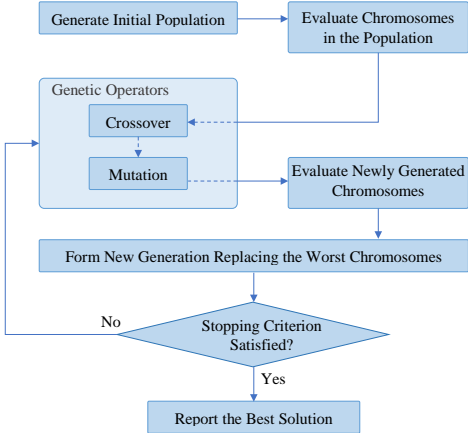 Generate Initial Population
Evaluate Chromosomes
in the Population
Genetic Operators
Crossover
Mutation
Evaluate Newly Generated
Chromosomes
Form New Generation Replacing the Worst Chromosomes
No
Stopping Criterion
Satisfied?
Yes
Report the Best Solution